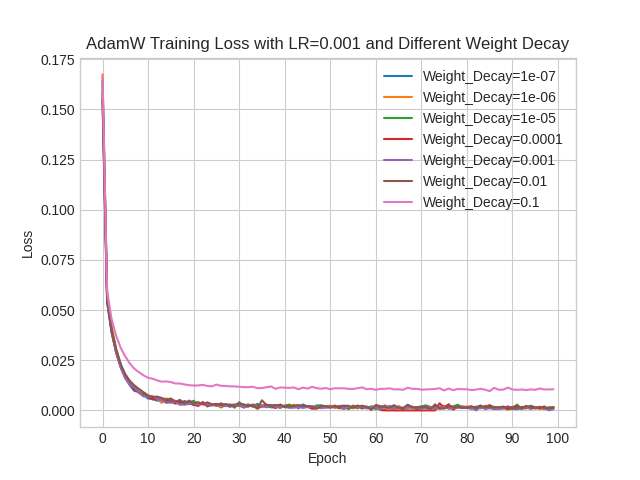 AdamW Training Loss with LR=0.001 and Different Weight Decay
0.175
0.150
0.125
0.100
0.075
0.050
0.025
0.000
Loss
Weight_Decay=1e-07
Weight_Decay=1e-06
Weight_Decay=1e-05
Weight_Decay=0.0001
Weight_Decay=0.001
Weight_Decay=0.01
Weight_Decay=0.1
0 10 20 30 40 50 60 70 80 90 100
Epoch